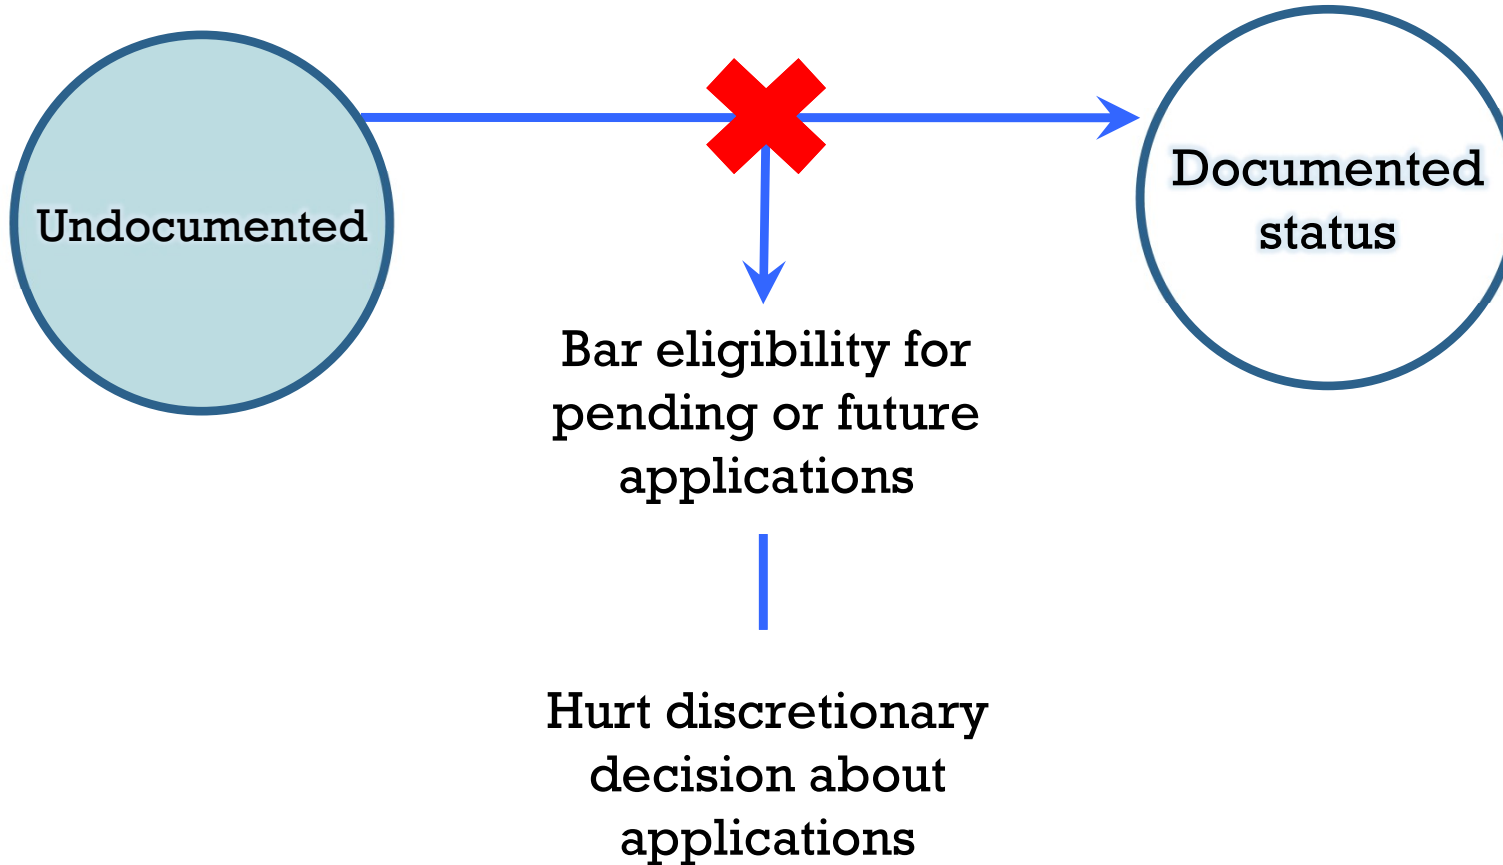 Undocumented
Documented
status
Bar eligibility for
pending or future
applications
Hurt discretionary
decision about
applications